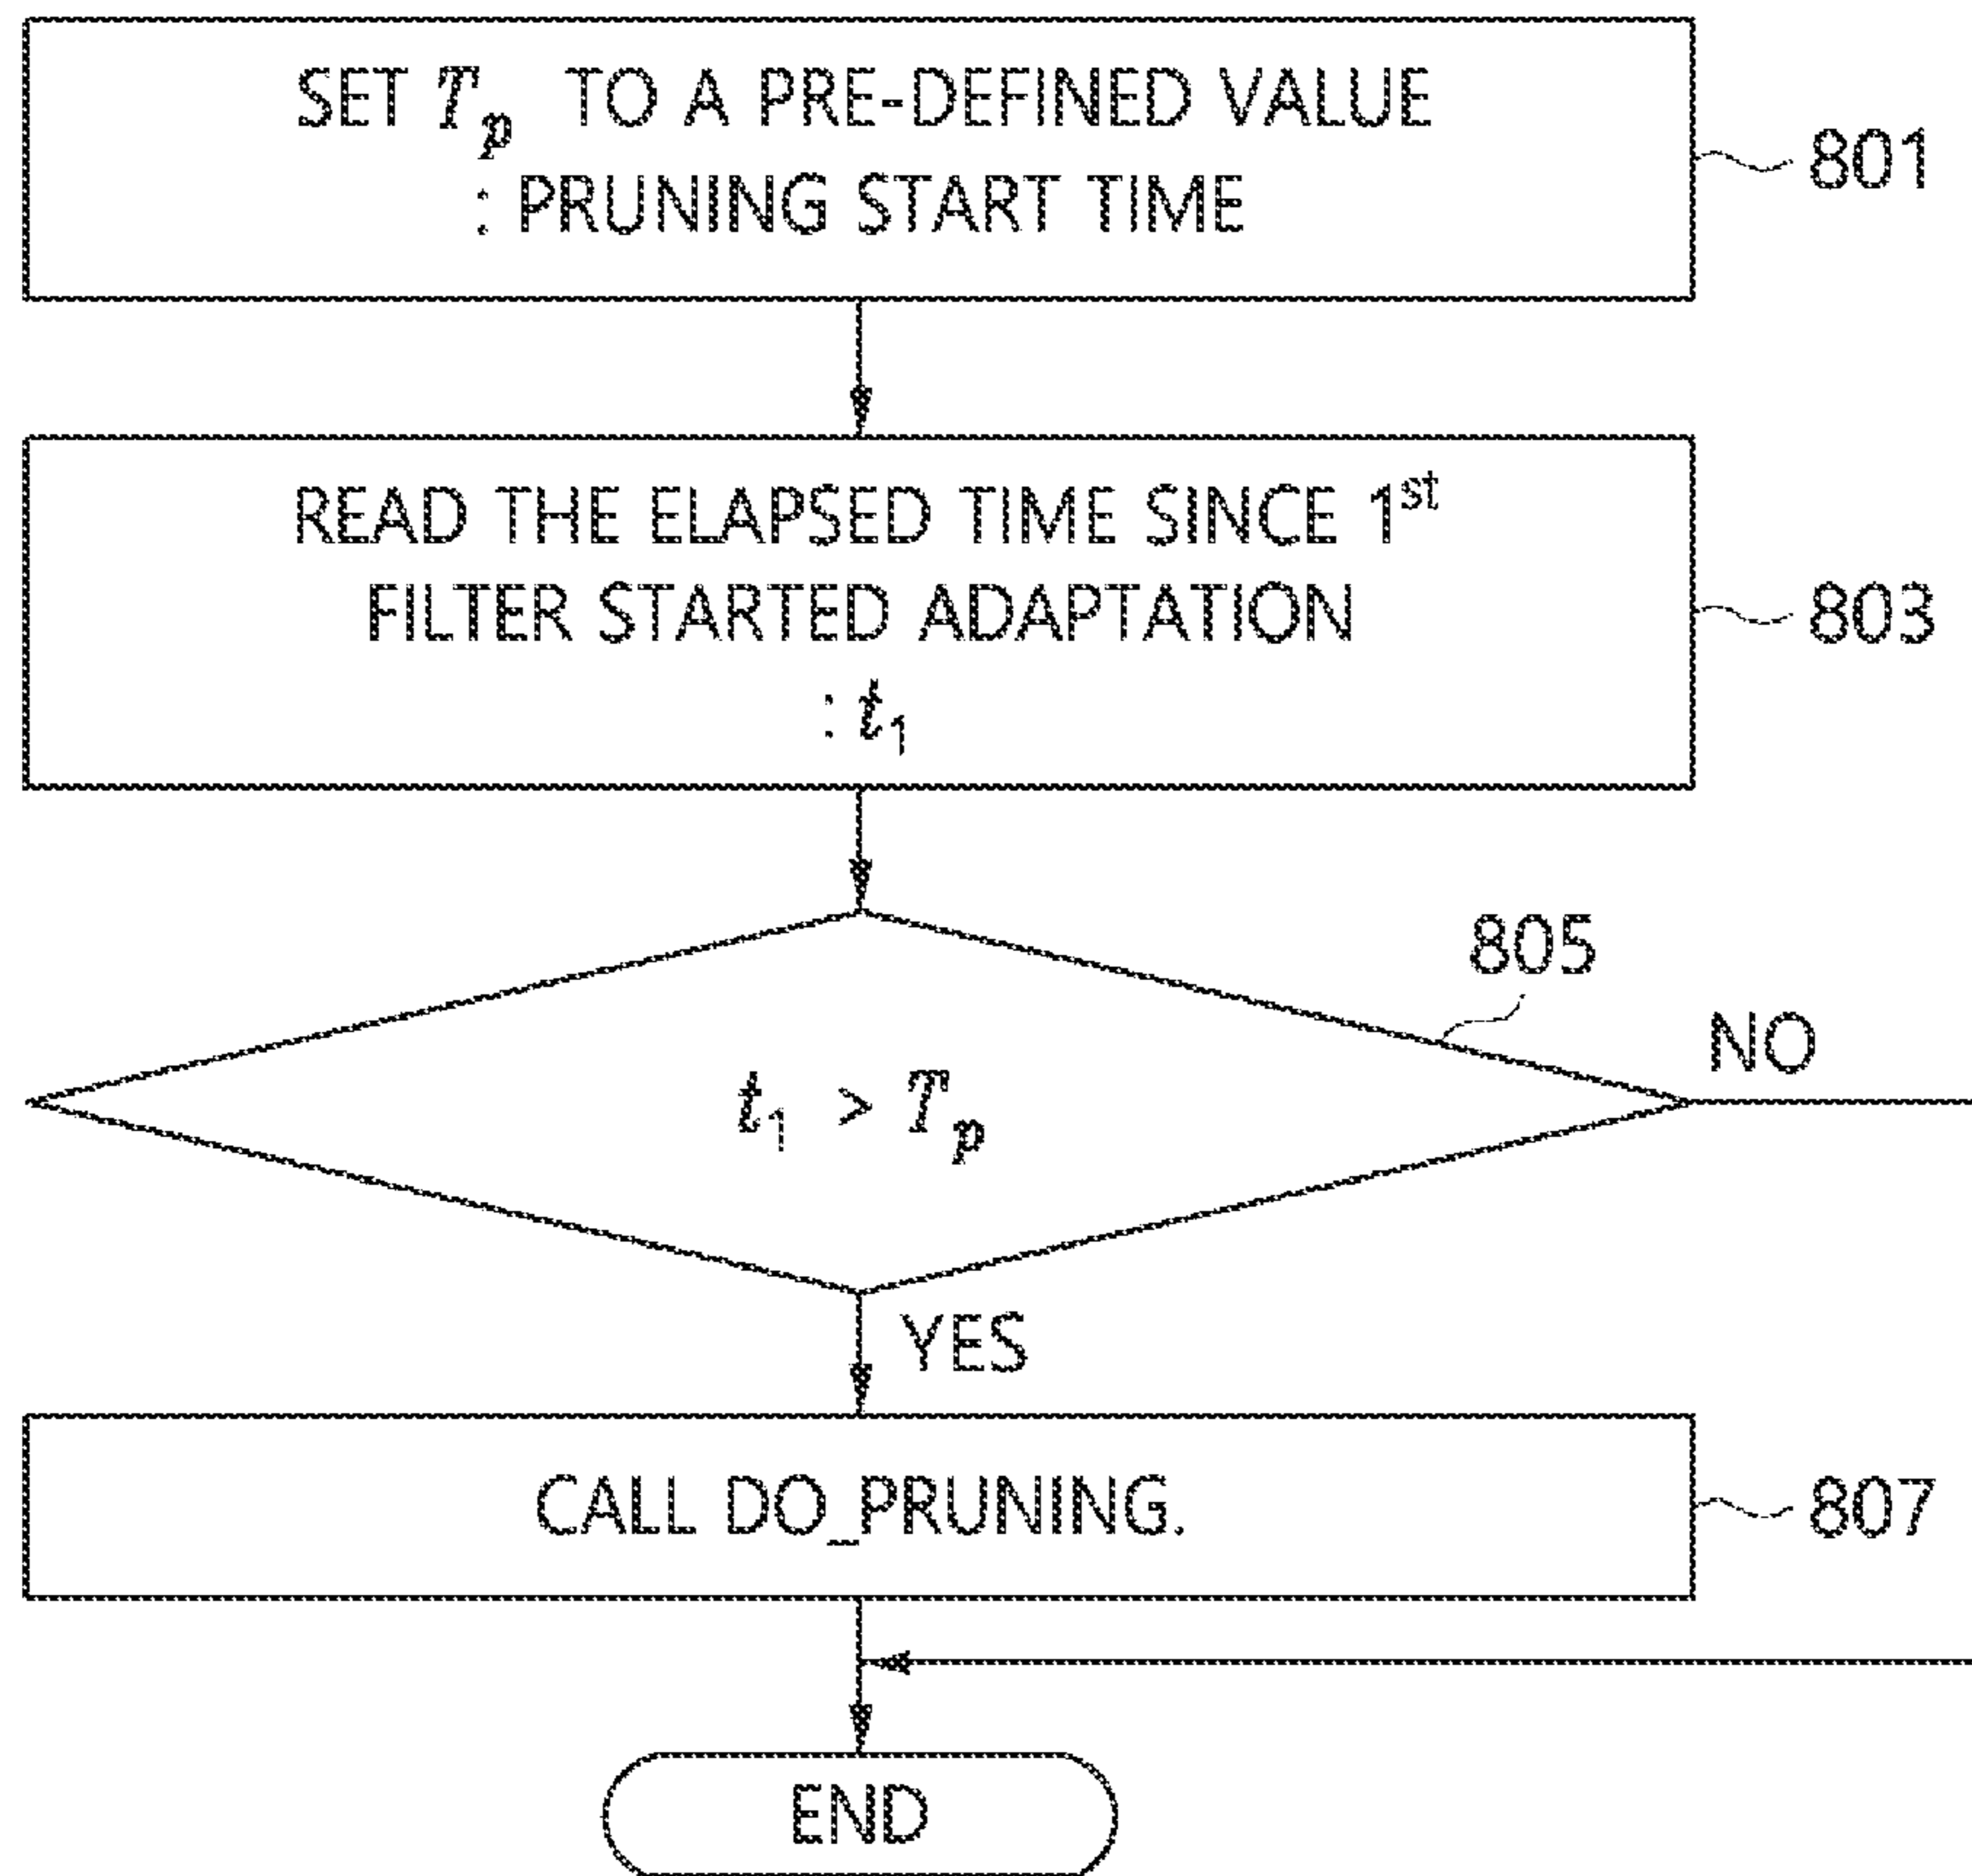 SET Tₚ TO A PRE-DEFINED VALUE
: PRUNING START TIME
801
READ THE ELAPSED TIME SINCE 1ˢᵗ
FILTER STARTED ADAPTATION
: t₁
803
805
t₁ > Tₚ
NO
YES
CALL DO_PRUNING.
807
END